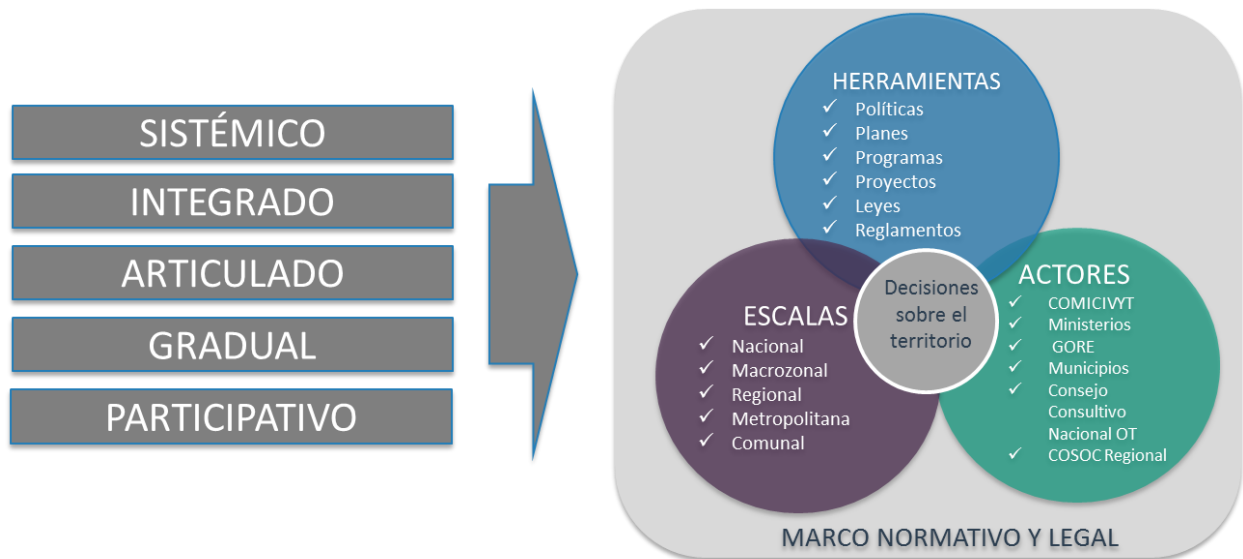 SISTÉMICO
INTEGRADO
ARTICULADO
GRADUAL
PARTICIPATIVO
HERRAMIENTAS
✓ Políticas
✓ Planes
✓ Programas
✓ Proyectos
✓ Leyes
✓ Reglamentos
Decisiones
sobre el
territorio
ESCALAS
✓ Nacional
✓ Macrozonal
✓ Regional
✓ Metropolitana
✓ Comunal
ACTORES
✓ COMICIVYT
✓ Ministerios
✓ GORE
✓ Municipios
✓ Consejo
Consultivo
Nacional OT
✓ COSOC Regional
MARCO NORMATIVO Y LEGAL